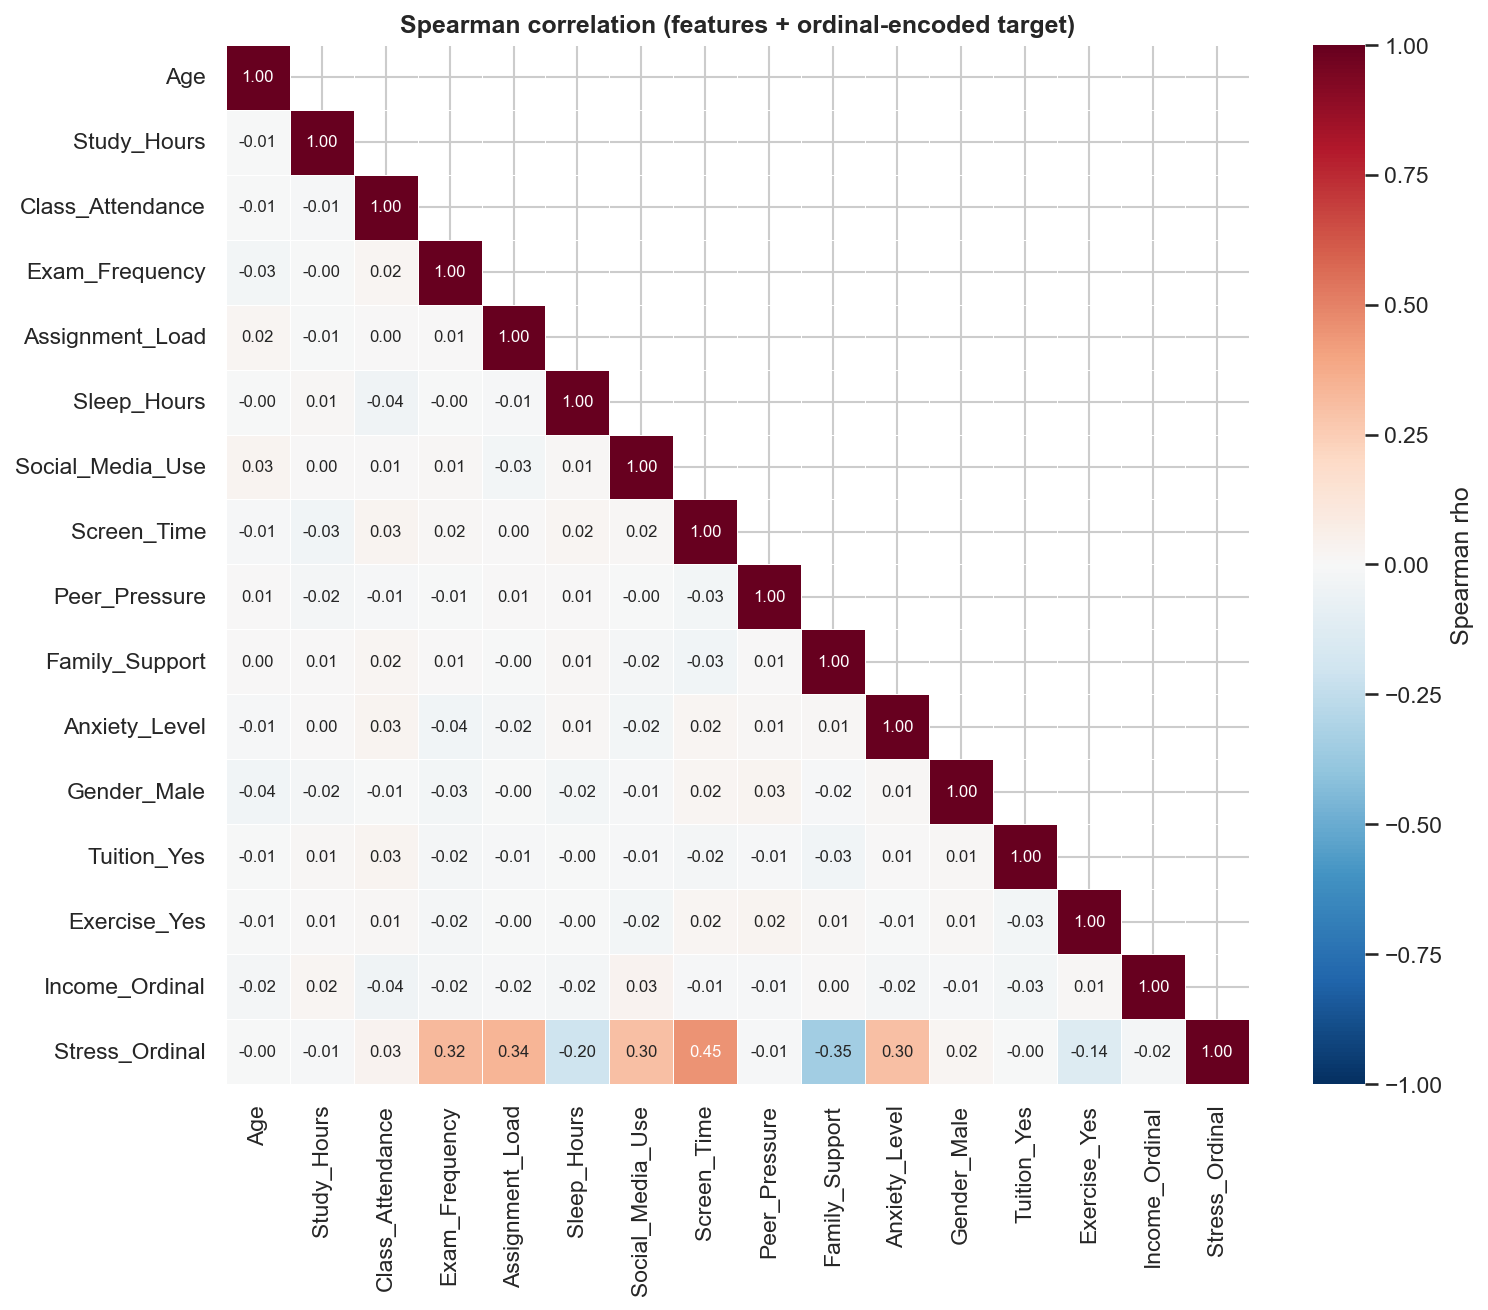 Spearman correlation (features + ordinal-encoded target)
Age 1.00
Study_Hours -0.01 1.00
Class_Attendance -0.01 -0.01 1.00
Exam_Frequency -0.03 -0.00 0.02 1.00
Assignment_Load 0.02 -0.01 0.00 0.01 1.00
Sleep_Hours -0.00 0.01 -0.04 -0.00 -0.01 1.00
Social_Media_Use 0.03 0.00 0.01 0.01 -0.03 0.01 1.00
Screen_Time -0.01 -0.03 0.03 0.02 0.00 0.02 0.02 1.00
Peer_Pressure 0.01 -0.02 -0.01 -0.01 0.01 0.01 -0.00 -0.03 1.00
Family_Support 0.00 0.01 0.02 0.01 -0.00 0.01 -0.02 -0.03 0.01 1.00
Anxiety_Level -0.01 0.00 0.03 -0.04 -0.02 0.01 -0.02 0.02 0.01 0.01 1.00
Gender_Male -0.04 -0.02 -0.01 -0.03 -0.00 -0.02 -0.01 0.02 0.03 -0.02 0.01 1.00
Tuition_Yes -0.01 0.01 0.03 -0.02 -0.01 -0.00 -0.01 -0.02 -0.01 -0.03 0.01 0.01 1.00
Exercise_Yes -0.01 0.01 0.01 -0.02 -0.00 -0.00 -0.02 0.02 0.02 0.01 -0.01 0.01 -0.03 1.00
Income_Ordinal -0.02 0.02 -0.04 -0.02 -0.02 -0.02 0.03 -0.01 -0.01 0.00 -0.02 -0.01 -0.03 0.01 1.00
Stress_Ordinal -0.00 -0.01 0.03 0.32 0.34 -0.20 0.30 0.45 -0.01 -0.35 0.30 0.02 -0.00 -0.14 -0.02 1.00
Age
Study_Hours
Class_Attendance
Exam_Frequency
Assignment_Load
Sleep_Hours
Social_Media_Use
Screen_Time
Peer_Pressure
Family_Support
Anxiety_Level
Gender_Male
Tuition_Yes
Exercise_Yes
Income_Ordinal
Stress_Ordinal
1.00
0.75
0.50
0.25
0.00
−0.25
−0.50
−0.75
−1.00
Spearman rho